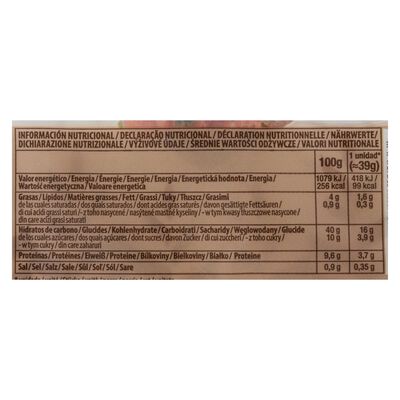 INFORMACIÓN NUTRICIONAL / DECLARAÇÃO NUTRICIONAL / DÉCLARATION NUTRITIONNELLE / NÄHRWERTE/
DICHIARAZIONE NUTRIZIONALE / VÝŽIVOVÉ ÚDAJE / ŚREDNIE WARTOŚCI ODŻYWCZE / VALORI NUTRIȚIONALE
100g
1 unidad*
(≈39g)
Valor energético / Energia / Énergie / Energie / Energia / Energetická hodnota / Energia /
Wartość energetyczna / Valoare energetica
1079 kJ /
256 kcal
418 kJ /
99 kcal
Grasas / Lípidos / Matières grasses / Fett / Grassi / Tuky / Tłuszcz / Grasimi
de las cuales saturadas / dos quais saturados / dont acides gras saturés / davon gesättigte Fettsäuren /
di cui acidi grassi saturi / - z toho nasycené / nasýtené mastné kyseliny / - w tym kwasy tłuszczowe nasycone /
- din care acizi grasi saturati
4 g
0,9 g
1,6 g
0,3 g
Hidratos de carbono / Glucides / Kohlenhydrate / Carboidrati / Sacharidy / Węglowodany / Glucide
de los cuales azúcares / dos quais açúcares / dont sucres / davon Zucker / di cui zuccheri / - z toho cukry /
- w tym cukry / - din care zaharuri
40 g
10 g
16 g
3,9 g
Proteínas / Protéines / Eiweiß / Proteine / Bílkoviny / Bielkoviny / Białko / Proteine
9,6 g
3,7 g
Sal / Sel / Salz / Sale / Sůl / Soľ / Sól / Sare
0,9 g
0,35 g